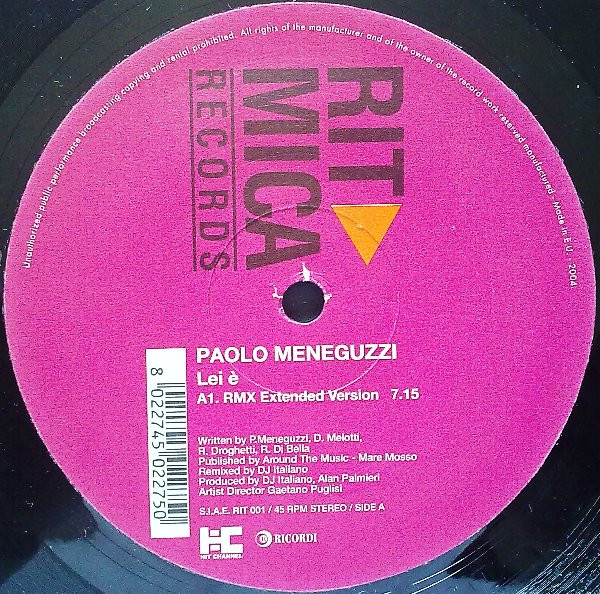 Unauthorized public performance broadcasting copying and rental prohibited. All rights of the manufacturer and of the owner of the record work reserved manufactured - Made in E.U. - 2004
RIT
MICA
RECORDS
PAOLO MENEGUZZI
Lei è
A1. RMX Extended Version 7.15
8 022745 022750
Written by P.Meneguzzi, D. Melotti,
R. Droghetti, R. Di Bella
Published by Around The Music - Mare Mosso
Remixed by DJ Italiano
Produced by DJ Italiano, Alan Palmieri
Artist Director Gaetano Puglisi
S.I.A.E. RIT 001 / 45 RPM STEREO / SIDE A
HC
HIT CHANNEL
RICORDI